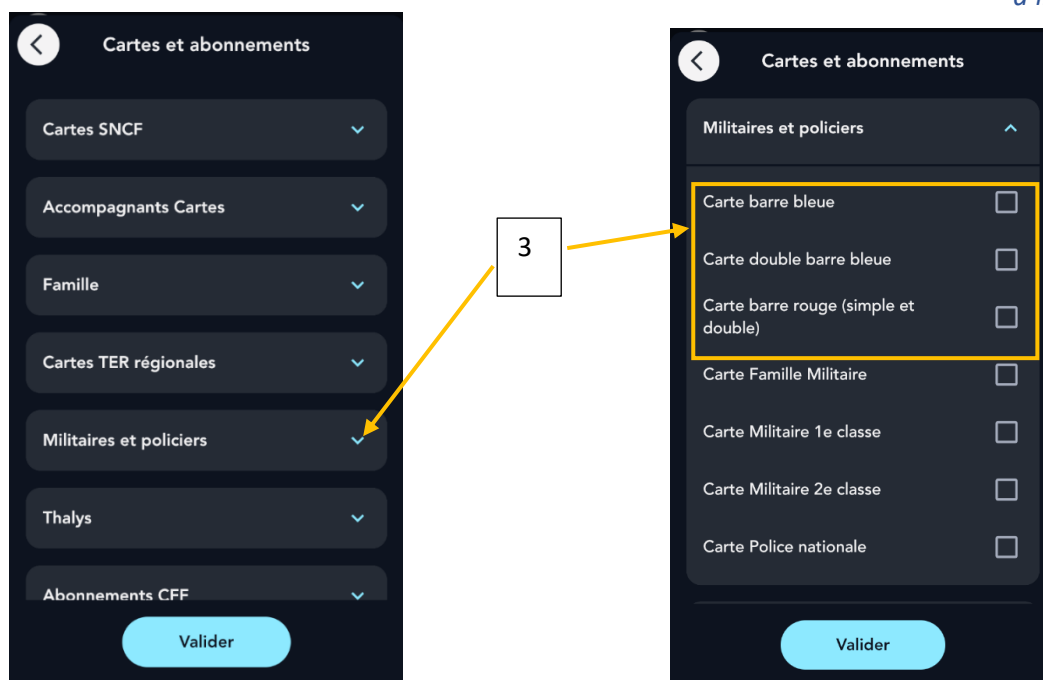 Cartes et abonnements
Cartes SNCF
Accompagnants Cartes
Famille
Cartes TER régionales
Militaires et policiers
Thalys
Abonnements CFF
Valider
3
Cartes et abonnements
Militaires et policiers
Carte barre bleue
Carte double barre bleue
Carte barre rouge (simple et
double)
Carte Famille Militaire
Carte Militaire 1e classe
Carte Militaire 2e classe
Carte Police nationale
Valider